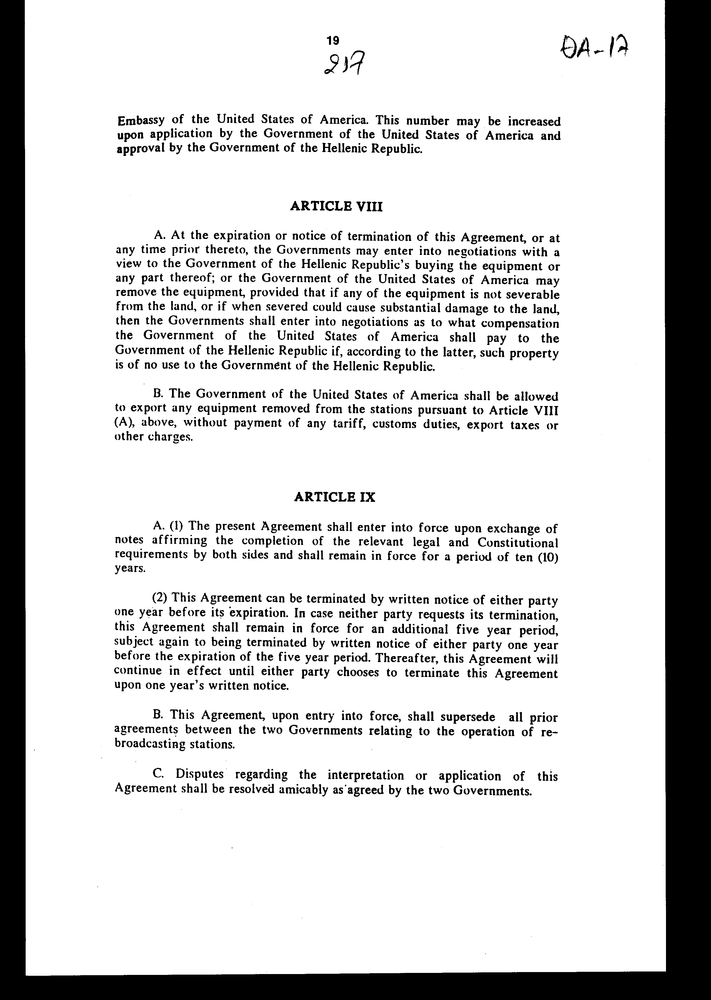 19
217
ΘΑ-17
Embassy of the United States of America. This number may be increased
upon application by the Government of the United States of America and
approval by the Government of the Hellenic Republic.
ARTICLE VIII
A. At the expiration or notice of termination of this Agreement, or at
any time prior thereto, the Governments may enter into negotiations with a
view to the Government of the Hellenic Republic's buying the equipment or
any part thereof; or the Government of the United States of America may
remove the equipment, provided that if any of the equipment is not severable
from the land, or if when severed could cause substantial damage to the land,
then the Governments shall enter into negotiations as to what compensation
the Government of the United States of America shall pay to the
Government of the Hellenic Republic if, according to the latter, such property
is of no use to the Government of the Hellenic Republic.
B. The Government of the United States of America shall be allowed
to export any equipment removed from the stations pursuant to Article VIII
(A), above, without payment of any tariff, customs duties, export taxes or
other charges.
ARTICLE IX
A. (1) The present Agreement shall enter into force upon exchange of
notes affirming the completion of the relevant legal and Constitutional
requirements by both sides and shall remain in force for a period of ten (10)
years.
(2) This Agreement can be terminated by written notice of either party
one year before its expiration. In case neither party requests its termination,
this Agreement shall remain in force for an additional five year period,
subject again to being terminated by written notice of either party one year
before the expiration of the five year period. Thereafter, this Agreement will
continue in effect until either party chooses to terminate this Agreement
upon one year's written notice.
B. This Agreement, upon entry into force, shall supersede all prior
agreements between the two Governments relating to the operation of re-
broadcasting stations.
C. Disputes regarding the interpretation or application of this
Agreement shall be resolved amicably as agreed by the two Governments.